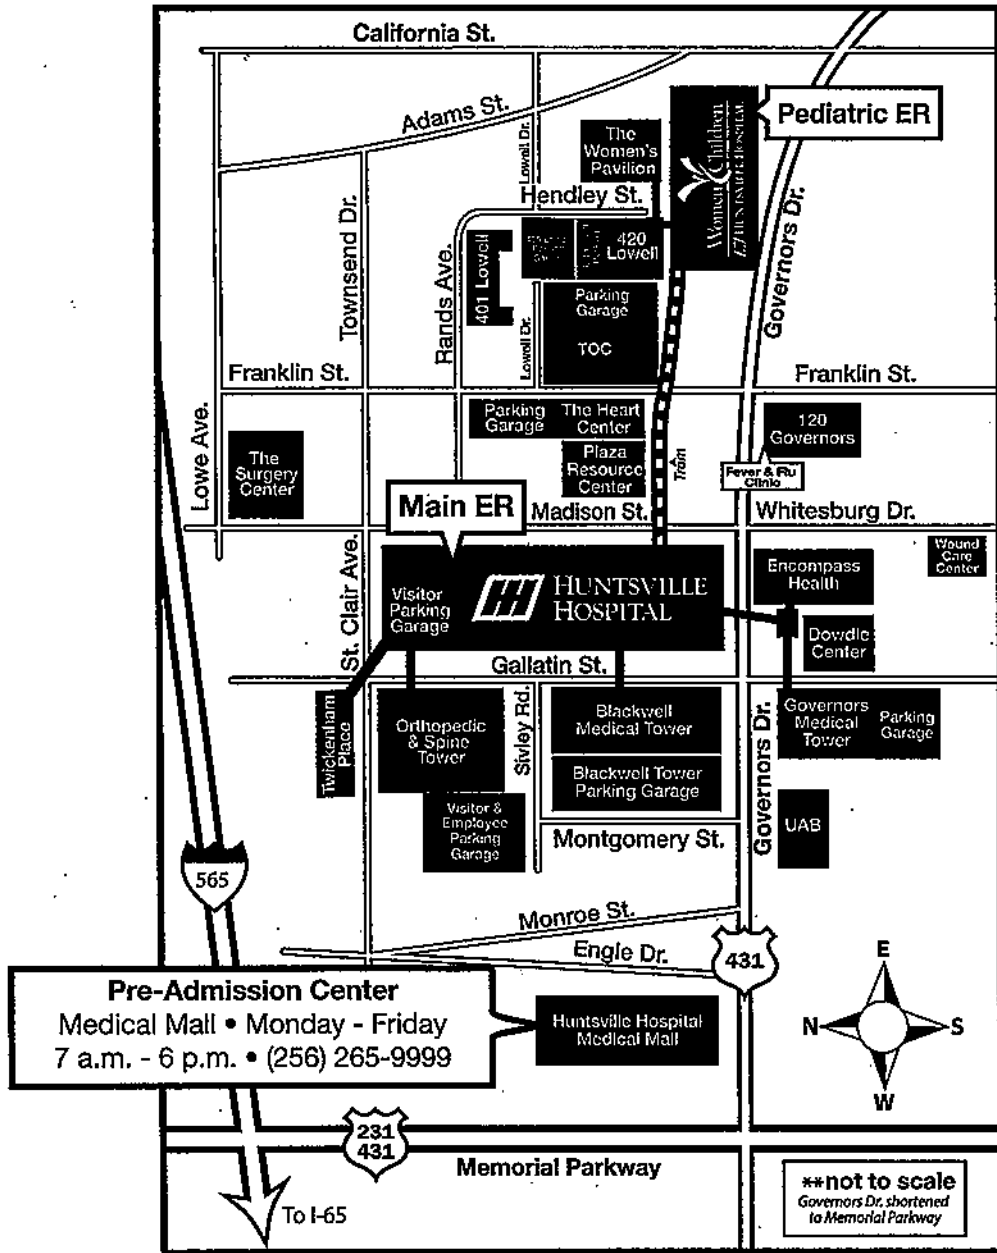 California St.
Adams St.
Pediatric ER
The
Women's
Pavilion
Women & Children
HUNTSVILLE HOSPITAL
Lowell Dr.
Hendley St.
Townsend Dr.
Rands Ave.
401 Lowell
420
Lowell
Governors Dr.
Parking
Garage
TOC
Lowell Dr.
Franklin St.
Franklin St.
Lowe Ave.
Parking
Garage
The Heart
Center
120
Governors
The
Surgery
Center
Plaza
Resource
Center
Tram
Fever & Flu
Clinic
Main ER
Madison St.
Whitesburg Dr.
St. Clair Ave.
Visitor
Parking
Garage
HUNTSVILLE
HOSPITAL
Encompass
Health
Wound
Care
Center
Dowdle
Center
Gallatin St.
Twickenham
Place
Orthopedic
& Spine
Tower
Sivley Rd.
Blackwell
Medical Tower
Governors Dr.
Governors
Medical
Tower
Parking
Garage
Blackwell Tower
Parking Garage
Visitor &
Employee
Parking
Garage
Montgomery St.
UAB
565
Monroe St.
Engle Dr.
431
Pre-Admission Center
Medical Mall • Monday - Friday
7 a.m. - 6 p.m. • (256) 265-9999
Huntsville Hospital
Medical Mall
E
N
S
W
231
431
Memorial Parkway
To I-65
**not to scale
Governors Dr. shortened
to Memorial Parkway